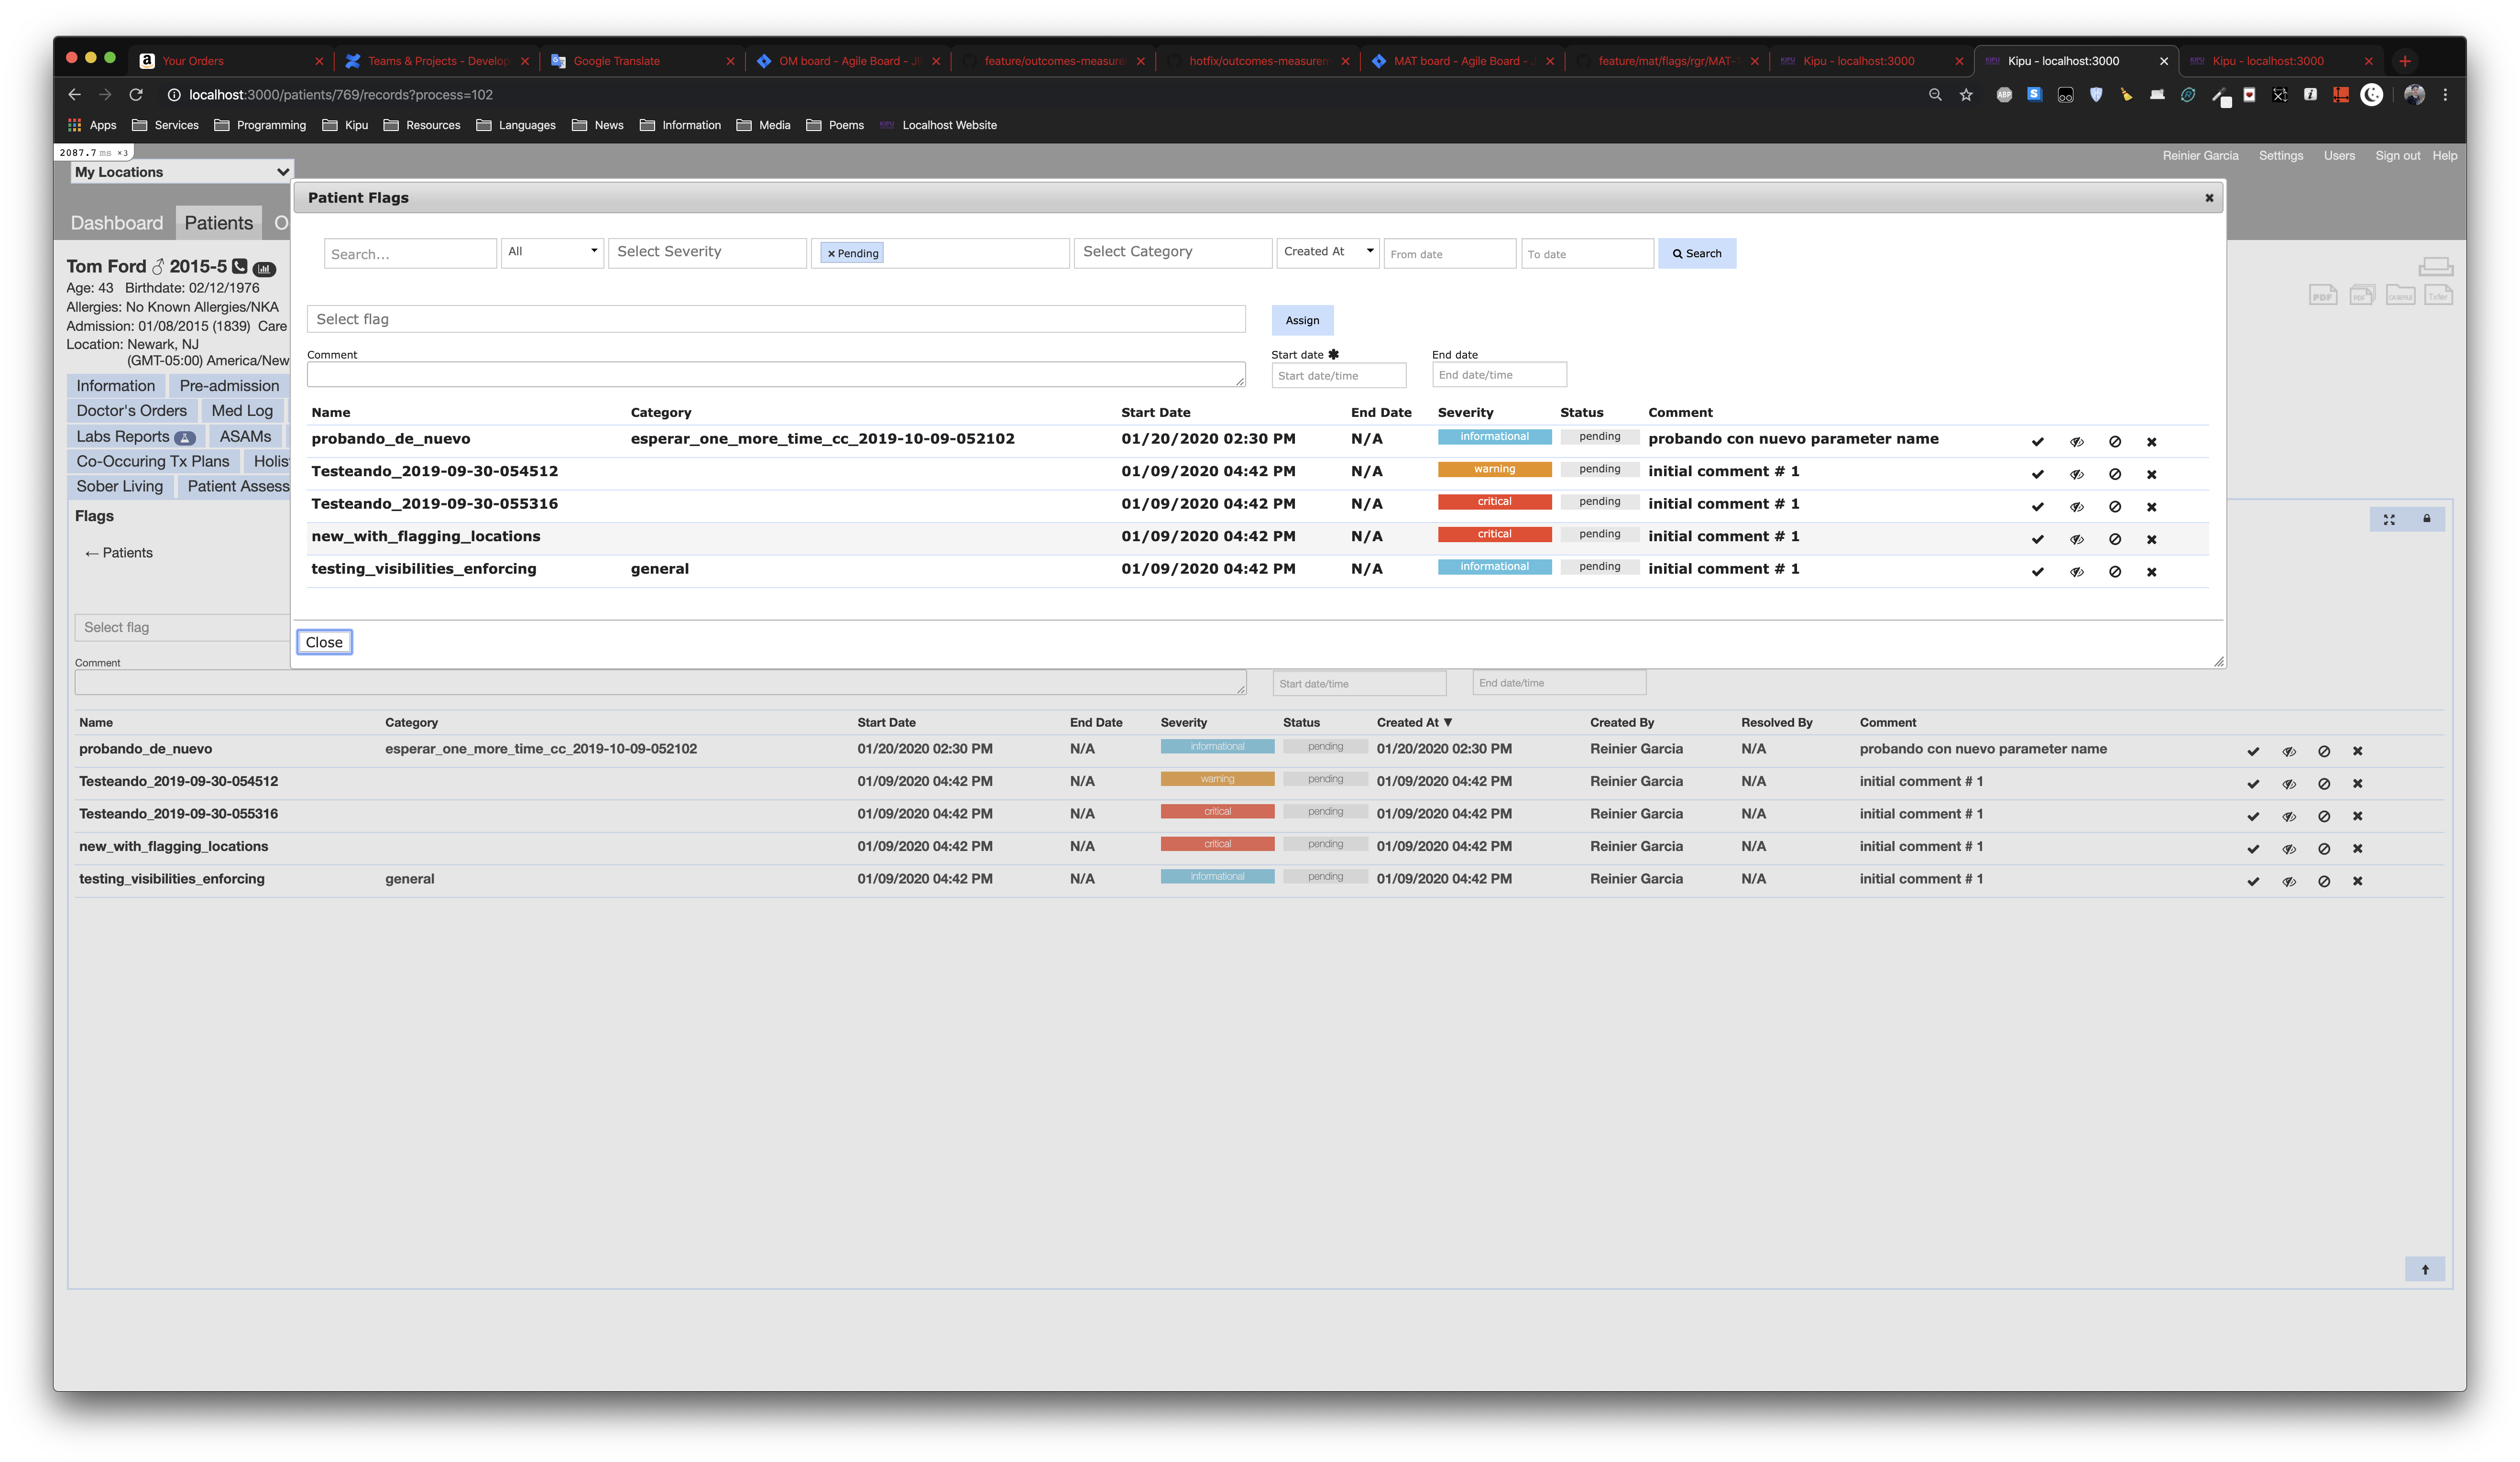 Your Orders Teams & Projects - Develop Google Translate OM board - Agile Board - JI feature/outcomes-measure hotfix/outcomes-measurem MAT board - Agile Board - J feature/mat/flags/rgr/MAT- Kipu - localhost:3000 Kipu - localhost:3000 Kipu - localhost:3000
localhost:3000/patients/769/records?process=102
Apps Services Programming Kipu Resources Languages News Information Media Poems Localhost Website
2087.7 ms ×3
Reinier Garcia Settings Users Sign out Help
My Locations
Patient Flags
Dashboard Patients O
Search... All Select Severity × Pending Select Category Created At From date To date Search
Tom Ford 2015-5
Age: 43 Birthdate: 02/12/1976
Allergies: No Known Allergies/NKA
Admission: 01/08/2015 (1839) Care
Location: Newark, NJ
(GMT-05:00) America/New
PDF PDF CASEFILE Txfer
Select flag Assign
Comment Start date ✱ End date
Start date/time End date/time
Information Pre-admission
Doctor's Orders Med Log
Labs Reports ASAMs
Co-Occuring Tx Plans Holis
Sober Living Patient Assess
Name Category Start Date End Date Severity Status Comment
probando_de_nuevo esperar_one_more_time_cc_2019-10-09-052102 01/20/2020 02:30 PM N/A informational pending probando con nuevo parameter name
Testeando_2019-09-30-054512 01/09/2020 04:42 PM N/A warning pending initial comment # 1
Testeando_2019-09-30-055316 01/09/2020 04:42 PM N/A critical pending initial comment # 1
new_with_flagging_locations 01/09/2020 04:42 PM N/A critical pending initial comment # 1
testing_visibilities_enforcing general 01/09/2020 04:42 PM N/A informational pending initial comment # 1
Close
Flags
← Patients
Select flag
Comment
Start date/time End date/time
Name Category Start Date End Date Severity Status Created At ▼ Created By Resolved By Comment
probando_de_nuevo esperar_one_more_time_cc_2019-10-09-052102 01/20/2020 02:30 PM N/A informational pending 01/20/2020 02:30 PM Reinier Garcia N/A probando con nuevo parameter name
Testeando_2019-09-30-054512 01/09/2020 04:42 PM N/A warning pending 01/09/2020 04:42 PM Reinier Garcia N/A initial comment # 1
Testeando_2019-09-30-055316 01/09/2020 04:42 PM N/A critical pending 01/09/2020 04:42 PM Reinier Garcia N/A initial comment # 1
new_with_flagging_locations 01/09/2020 04:42 PM N/A critical pending 01/09/2020 04:42 PM Reinier Garcia N/A initial comment # 1
testing_visibilities_enforcing general 01/09/2020 04:42 PM N/A informational pending 01/09/2020 04:42 PM Reinier Garcia N/A initial comment # 1